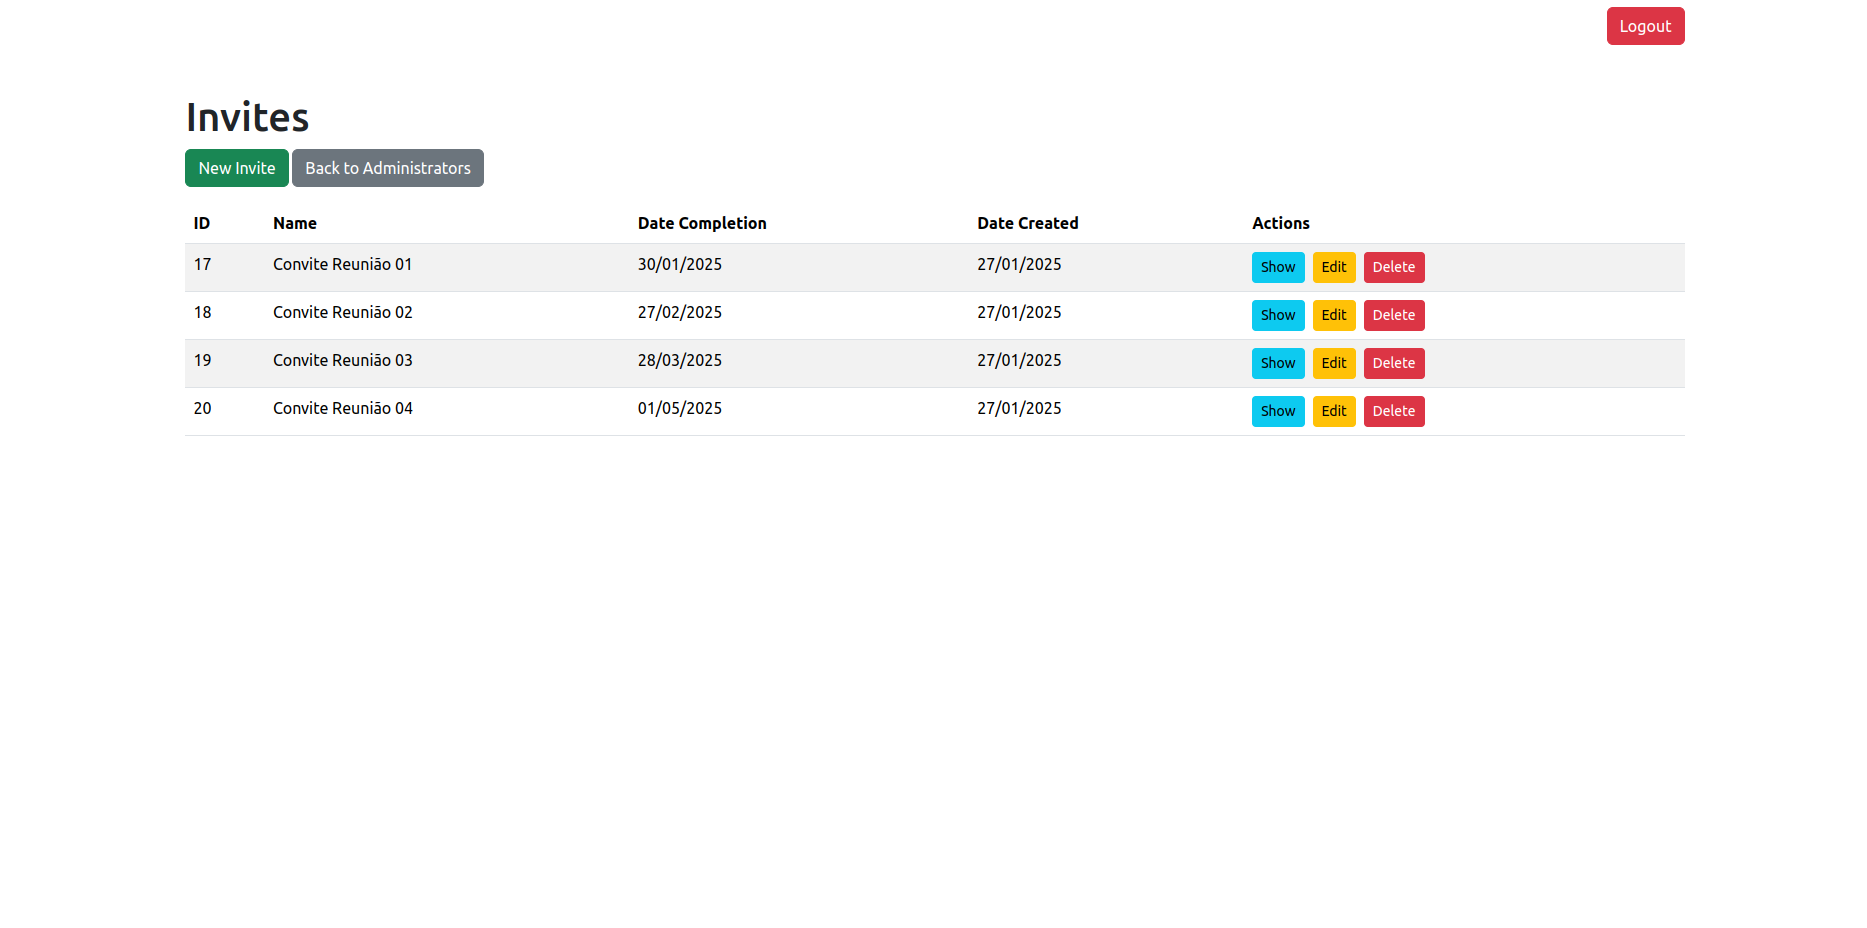 Logout
Invites
New Invite Back to Administrators
ID Name Date Completion Date Created Actions
17 Convite Reunião 01 30/01/2025 27/01/2025 Show Edit Delete
18 Convite Reunião 02 27/02/2025 27/01/2025 Show Edit Delete
19 Convite Reunião 03 28/03/2025 27/01/2025 Show Edit Delete
20 Convite Reunião 04 01/05/2025 27/01/2025 Show Edit Delete